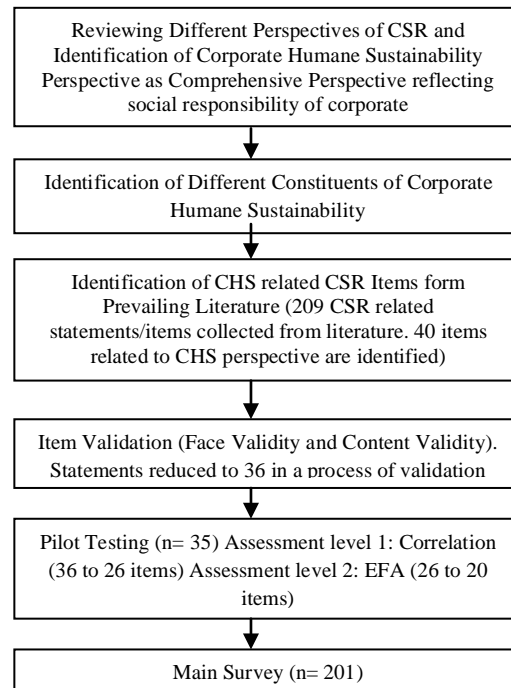 Reviewing Different Perspectives of CSR and
Identification of Corporate Humane Sustainability
Perspective as Comprehensive Perspective reflecting
social responsibility of corporate
Identification of Different Constituents of Corporate
Humane Sustainability
Identification of CHS related CSR Items form
Prevailing Literature (209 CSR related
statements/items collected from literature. 40 items
related to CHS perspective are identified)
Item Validation (Face Validity and Content Validity).
Statements reduced to 36 in a process of validation
Pilot Testing (n= 35) Assessment level 1: Correlation
(36 to 26 items) Assessment level 2: EFA (26 to 20
items)
Main Survey (n= 201)